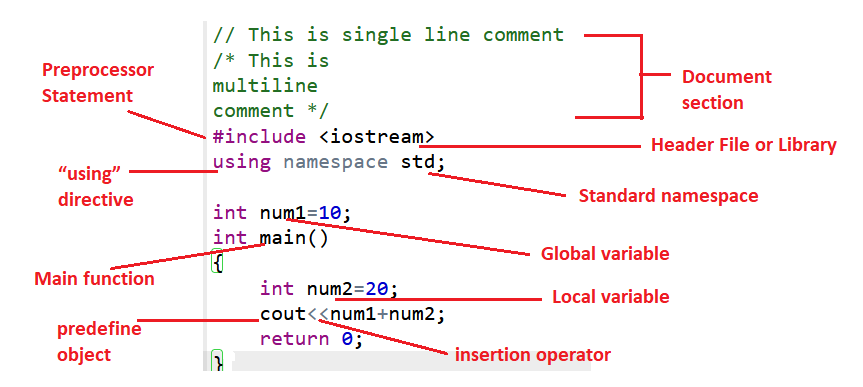 // This is single line comment
/* This is
multiline
comment */
Document
section
Preprocessor
Statement
#include <iostream>
Header File or Library
using namespace std;
“using”
directive
Standard namespace
int num1=10;
int main()
Global variable
{
Main function
int num2=20;
Local variable
cout<<num1+num2;
predefine
object
return 0;
insertion operator
}